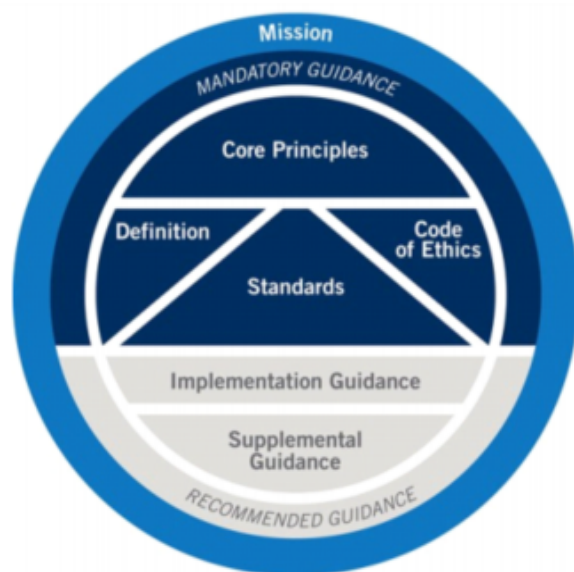 Mission
MANDATORY GUIDANCE
Core Principles
Definition
Code
of Ethics
Standards
Implementation Guidance
Supplemental
Guidance
RECOMMENDED GUIDANCE